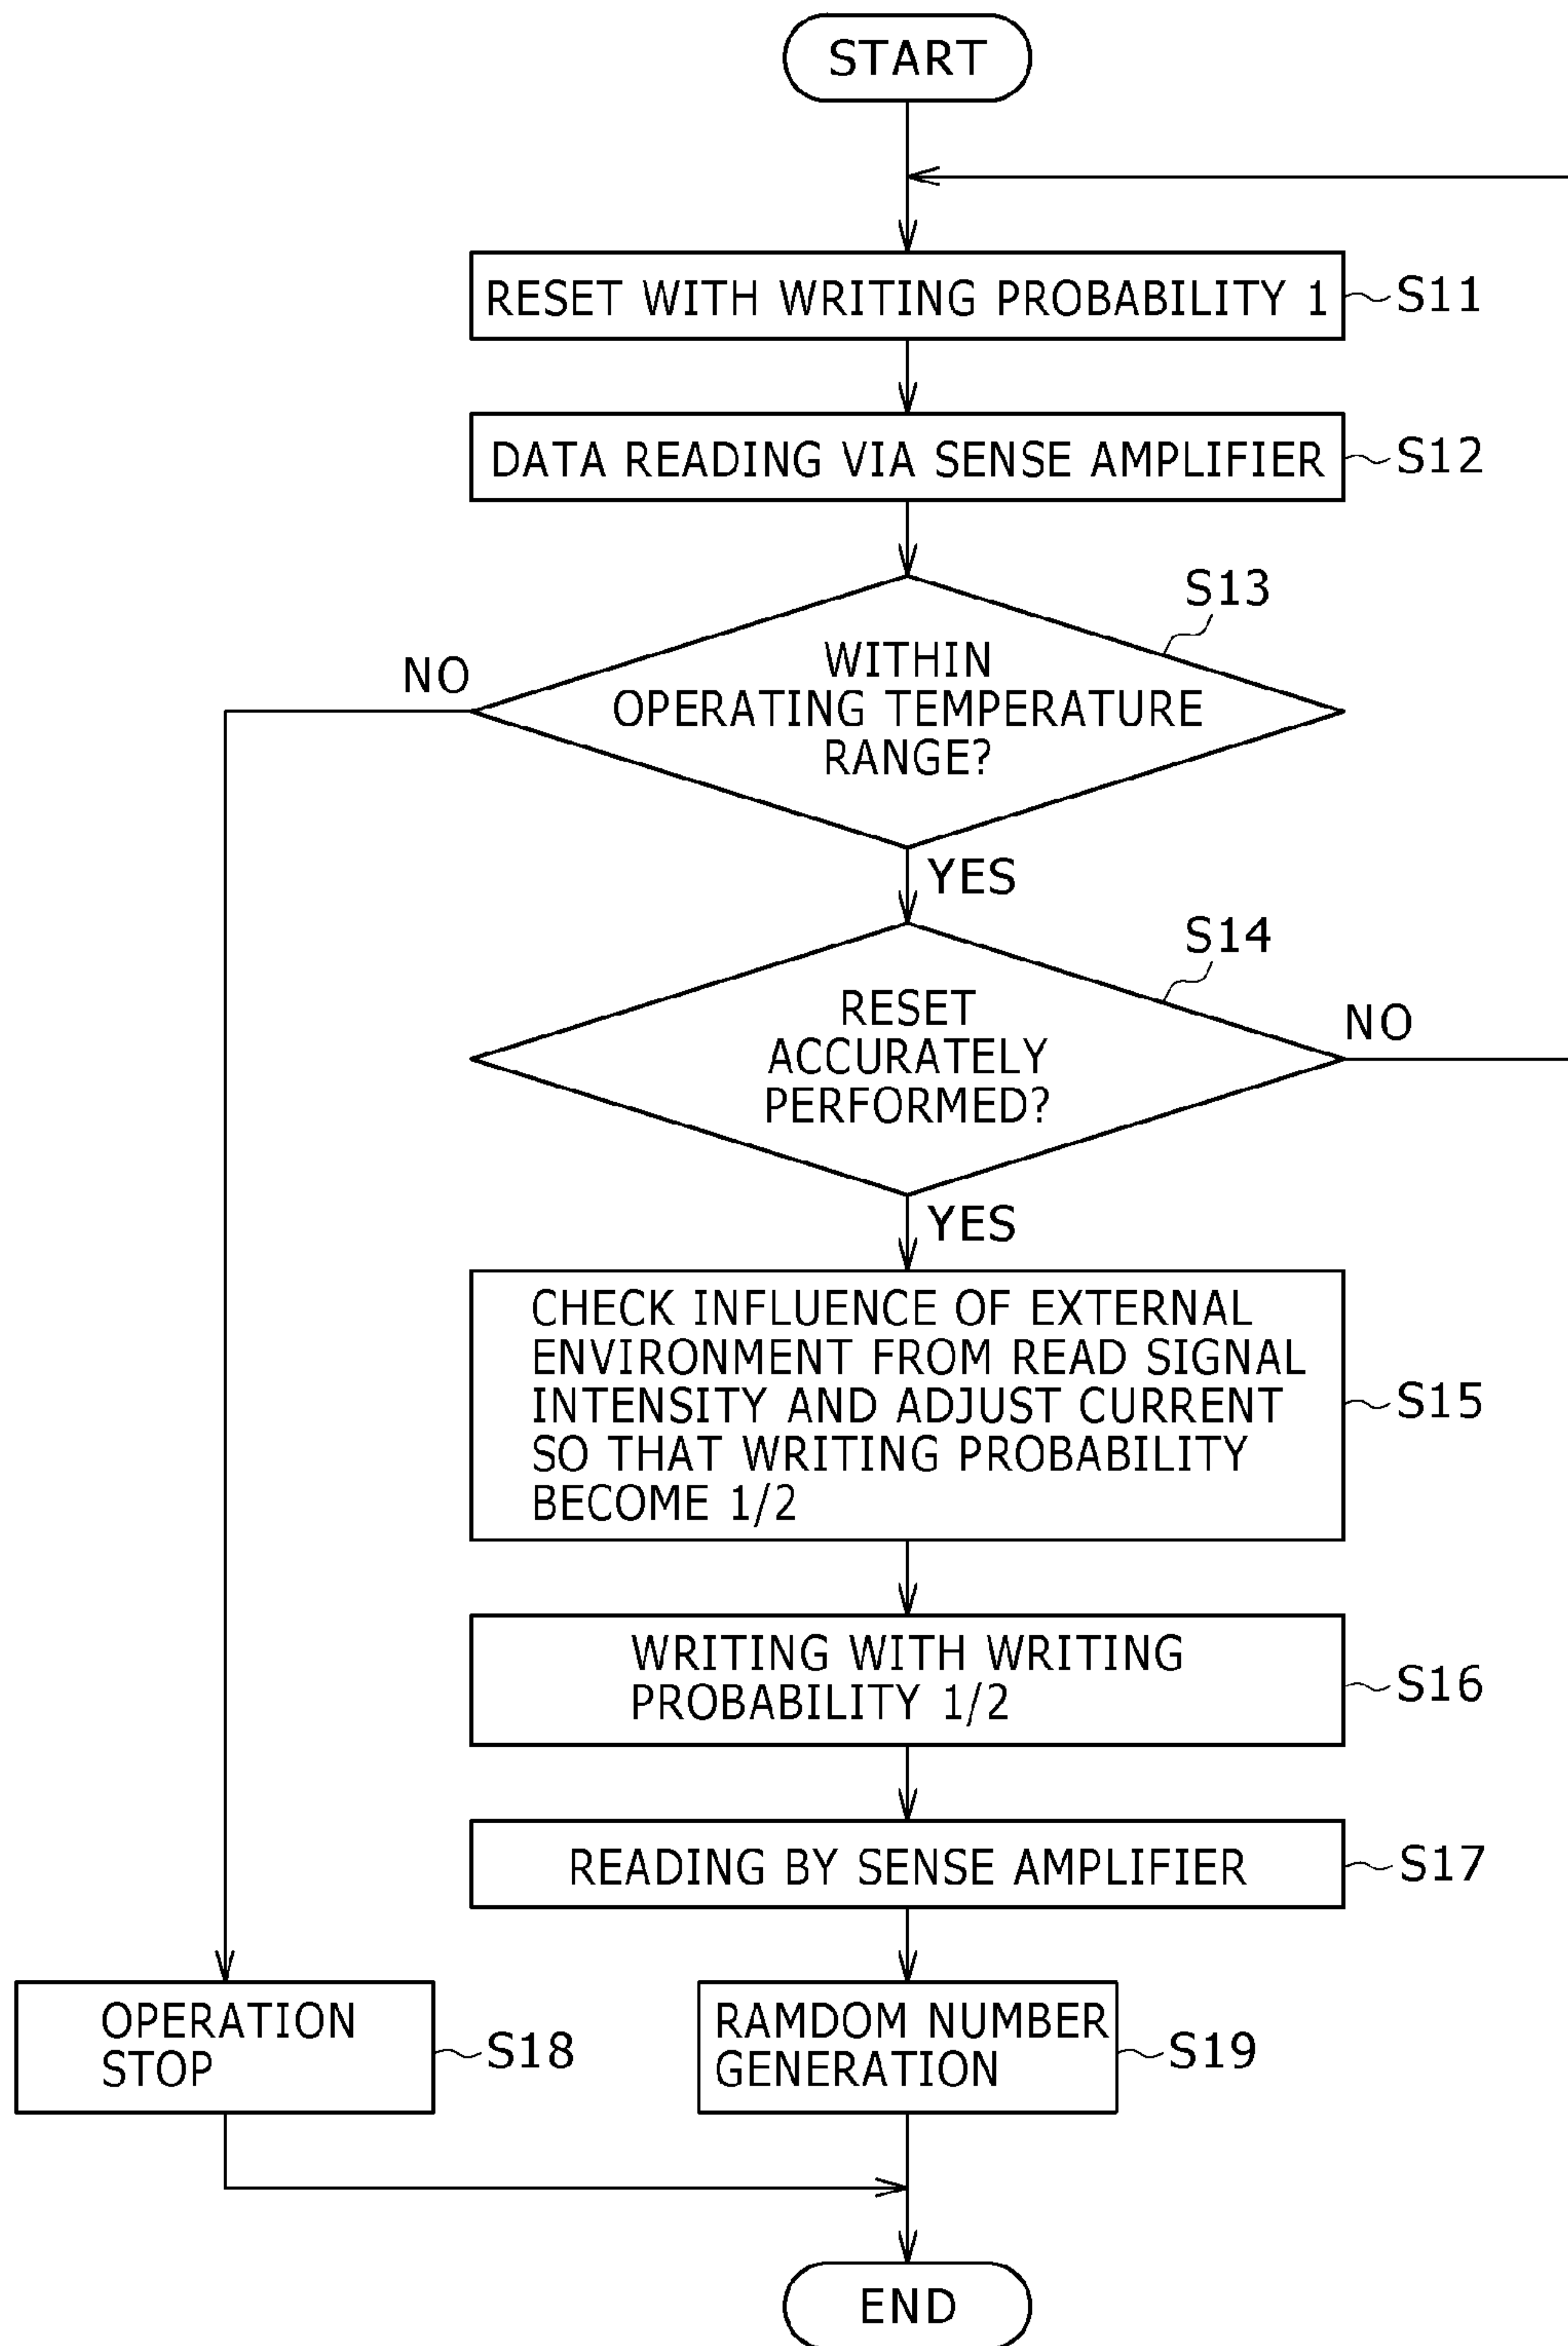 START
RESET WITH WRITING PROBABILITY 1
S11
DATA READING VIA SENSE AMPLIFIER
S12
S13
WITHIN
OPERATING TEMPERATURE
RANGE?
NO
YES
S14
RESET
ACCURATELY
PERFORMED?
NO
YES
CHECK INFLUENCE OF EXTERNAL
ENVIRONMENT FROM READ SIGNAL
INTENSITY AND ADJUST CURRENT
SO THAT WRITING PROBABILITY
BECOME 1/2
S15
WRITING WITH WRITING
PROBABILITY 1/2
S16
READING BY SENSE AMPLIFIER
S17
OPERATION
STOP
S18
RAMDOM NUMBER
GENERATION
S19
END